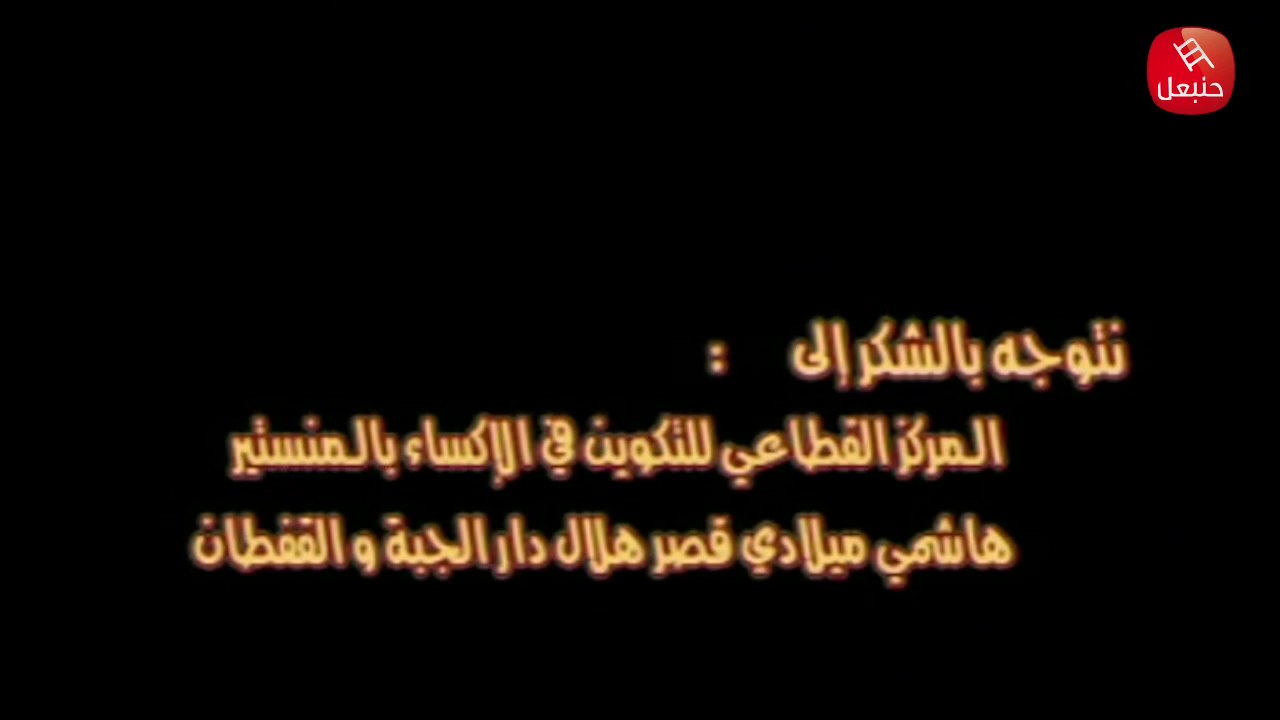 حنبعل
نتوجه بالشكر إلى :
المركز القطاعي للتكوين في الإكساء بالمنستير
هاشمي ميلادي قصر هلال دار الجبة و القفطان